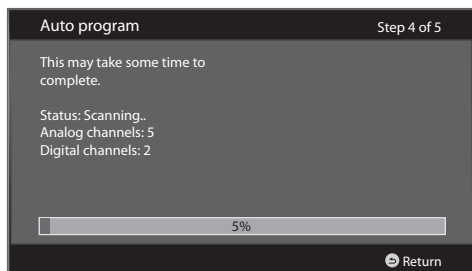 Auto program Step 4 of 5
This may take some time to
complete.
Status: Scanning..
Analog channels: 5
Digital channels: 2
5%
Return